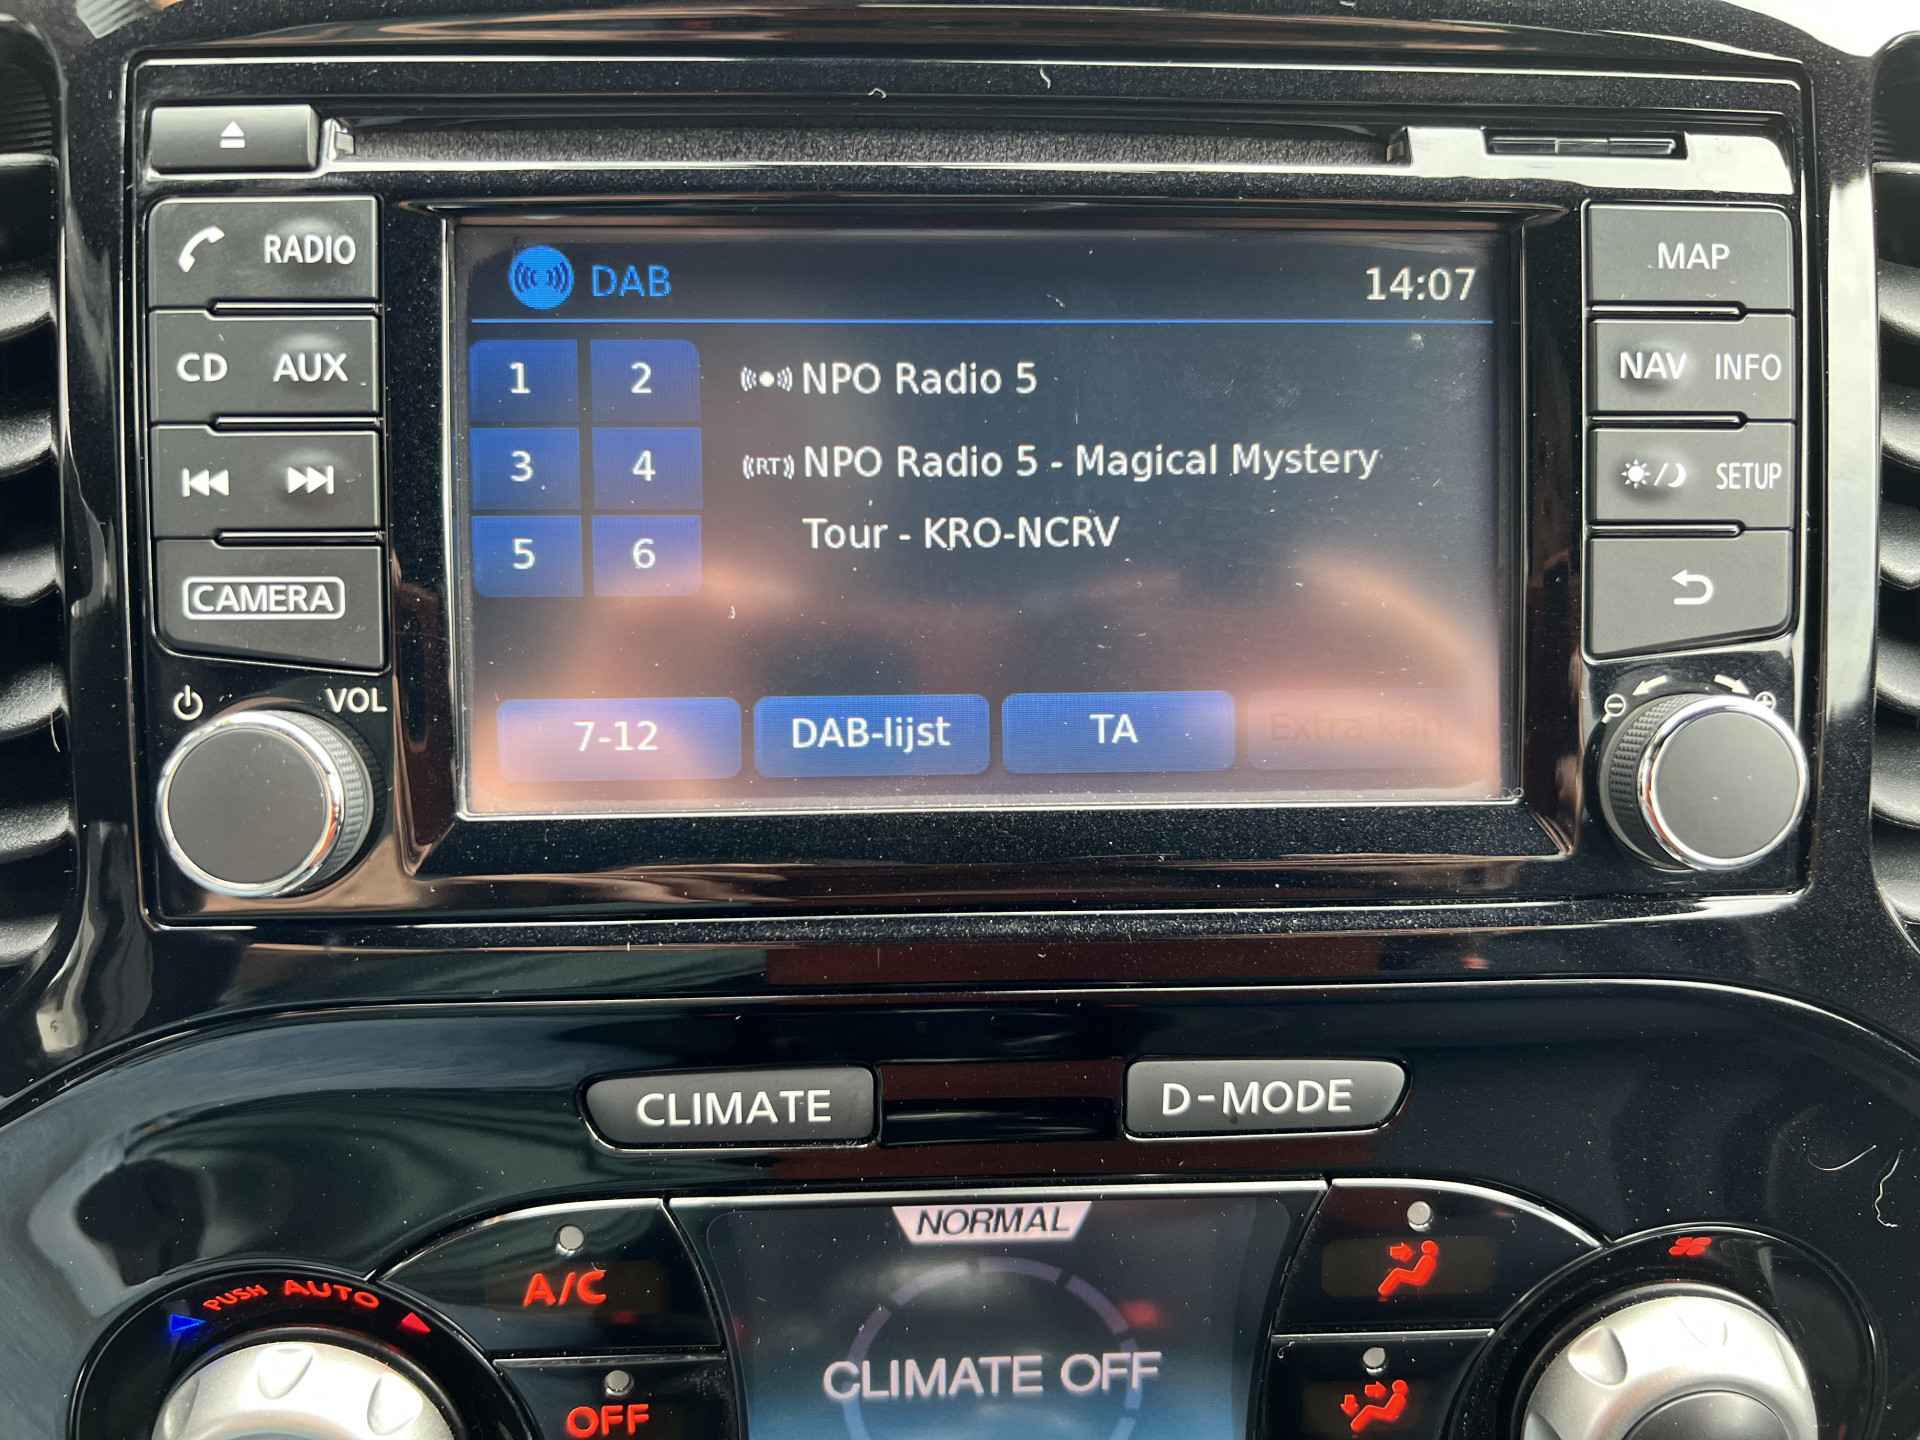 RADIO
CD AUX
CAMERA
VOL
DAB 14:07
1 2
3 4
5 6
NPO Radio 5
RT NPO Radio 5 - Magical Mystery
Tour - KRO-NCRV
7-12 DAB-lijst TA
MAP
NAV INFO
SETUP
CLIMATE D-MODE
NORMAL
A/C
PUSH AUTO
CLIMATE OFF
OFF